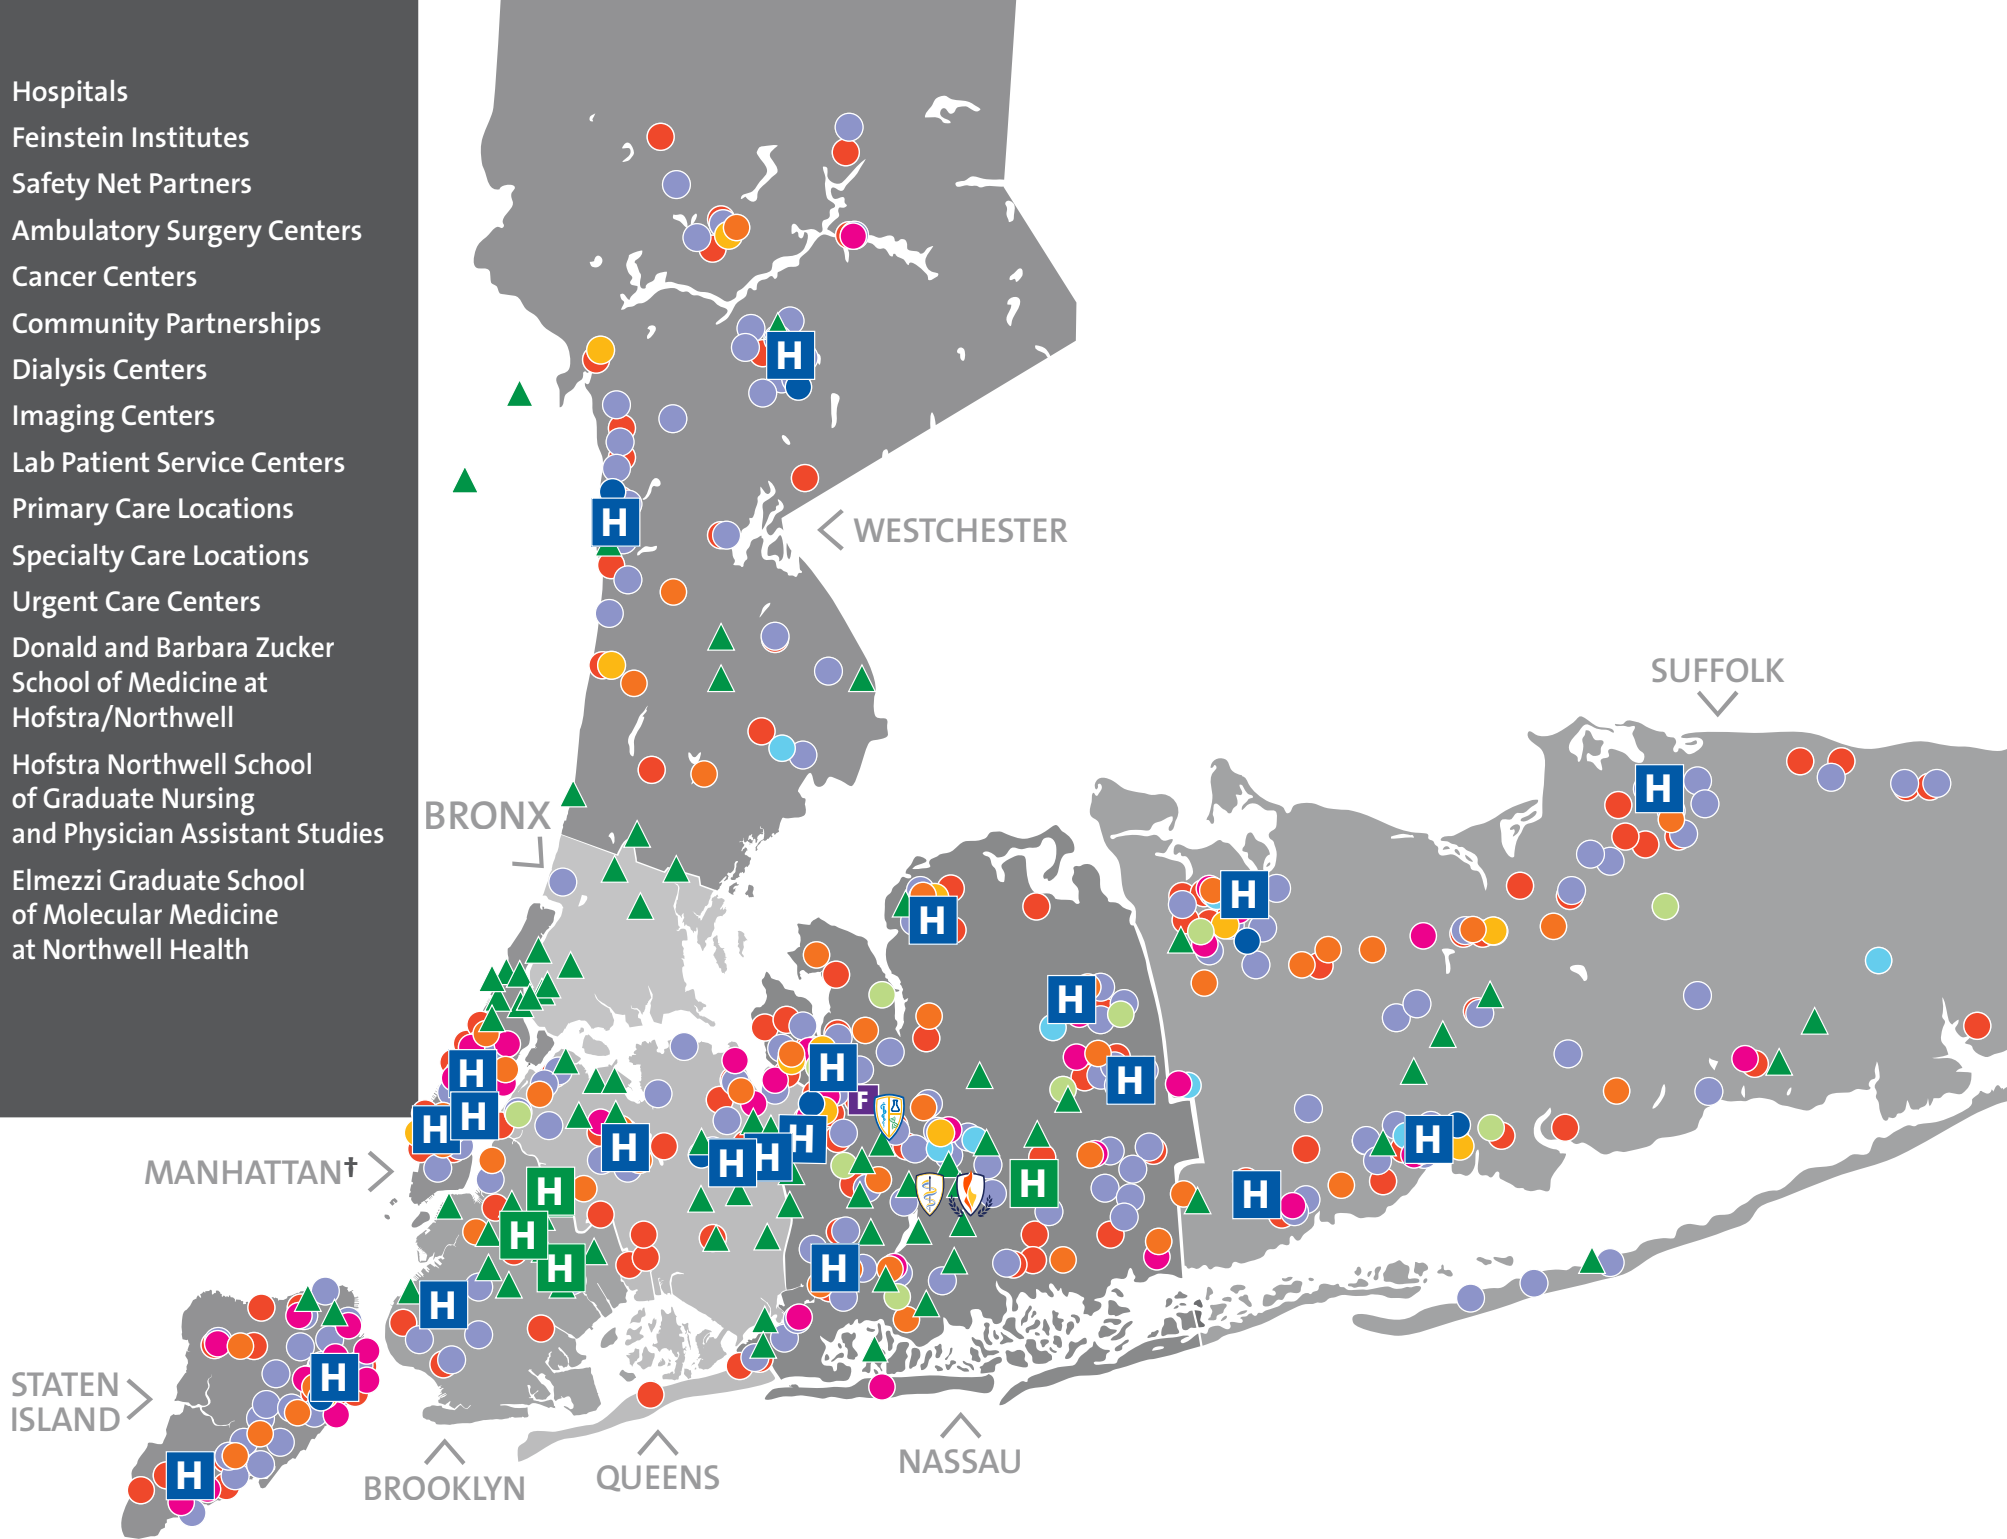 Hospitals
Feinstein Institutes
Safety Net Partners
Ambulatory Surgery Centers
Cancer Centers
Community Partnerships
Dialysis Centers
Imaging Centers
Lab Patient Service Centers
Primary Care Locations
Specialty Care Locations
Urgent Care Centers
Donald and Barbara Zucker
School of Medicine at
Hofstra/Northwell
Hofstra Northwell School
of Graduate Nursing
and Physician Assistant Studies
Elmezzi Graduate School
of Molecular Medicine
at Northwell Health
H
H
WESTCHESTER
SUFFOLK
H
BRONX
H
H
H
H
H
H
F
H
H
H
H
H
H
H
H
MANHATTAN†
H
H
H
H
H
H
H
H
STATEN
ISLAND
H
H
NASSAU
QUEENS
BROOKLYN